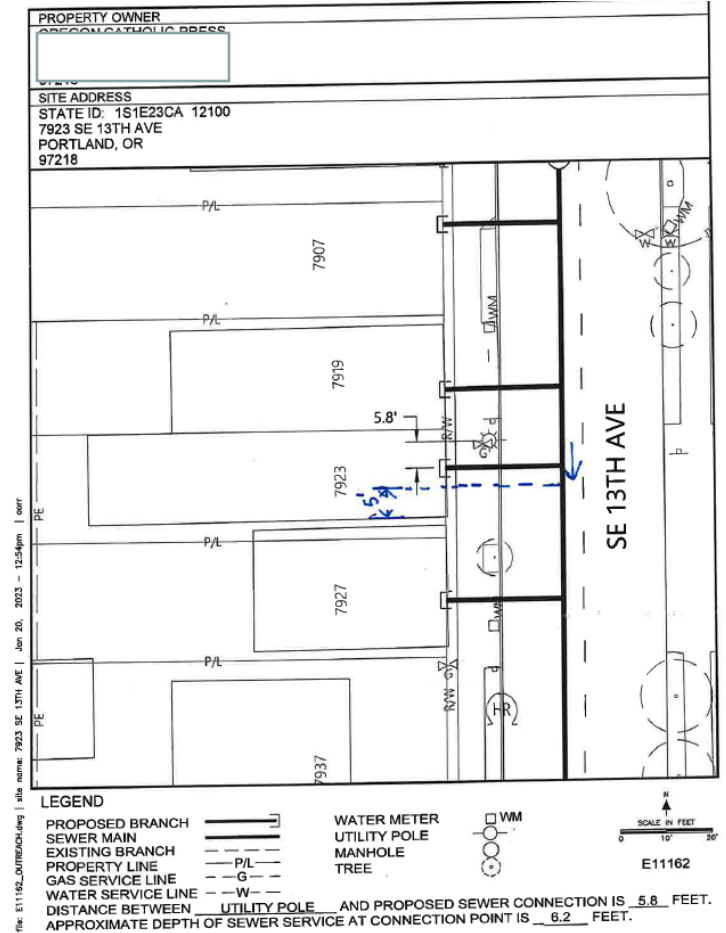 PROPERTY OWNER
OREGON CATHOLIC PRESS
SITE ADDRESS
STATE ID: 1S1E23CA 12100
7923 SE 13TH AVE
PORTLAND, OR
97218
P/L
7907
WM
W W
P/L
WM
7919
5.8'
R/W
P
G
P
7923
5'
SE 13TH AVE
PE
P/L
7927
WM
P/L
G
R/W
P
PE
HR
7937
file: E11162_OUTREACH.dwg | site name: 7923 SE 13TH AVE | Jan 20, 2023 - 12:54pm | corr
LEGEND
PROPOSED BRANCH
SEWER MAIN
EXISTING BRANCH
PROPERTY LINE P/L
GAS SERVICE LINE G
WATER SERVICE LINE W
WATER METER WM
UTILITY POLE
MANHOLE
TREE
N
SCALE IN FEET
0 10' 20'
E11162
DISTANCE BETWEEN UTILITY POLE AND PROPOSED SEWER CONNECTION IS 5.8 FEET.
APPROXIMATE DEPTH OF SEWER SERVICE AT CONNECTION POINT IS 6.2 FEET.